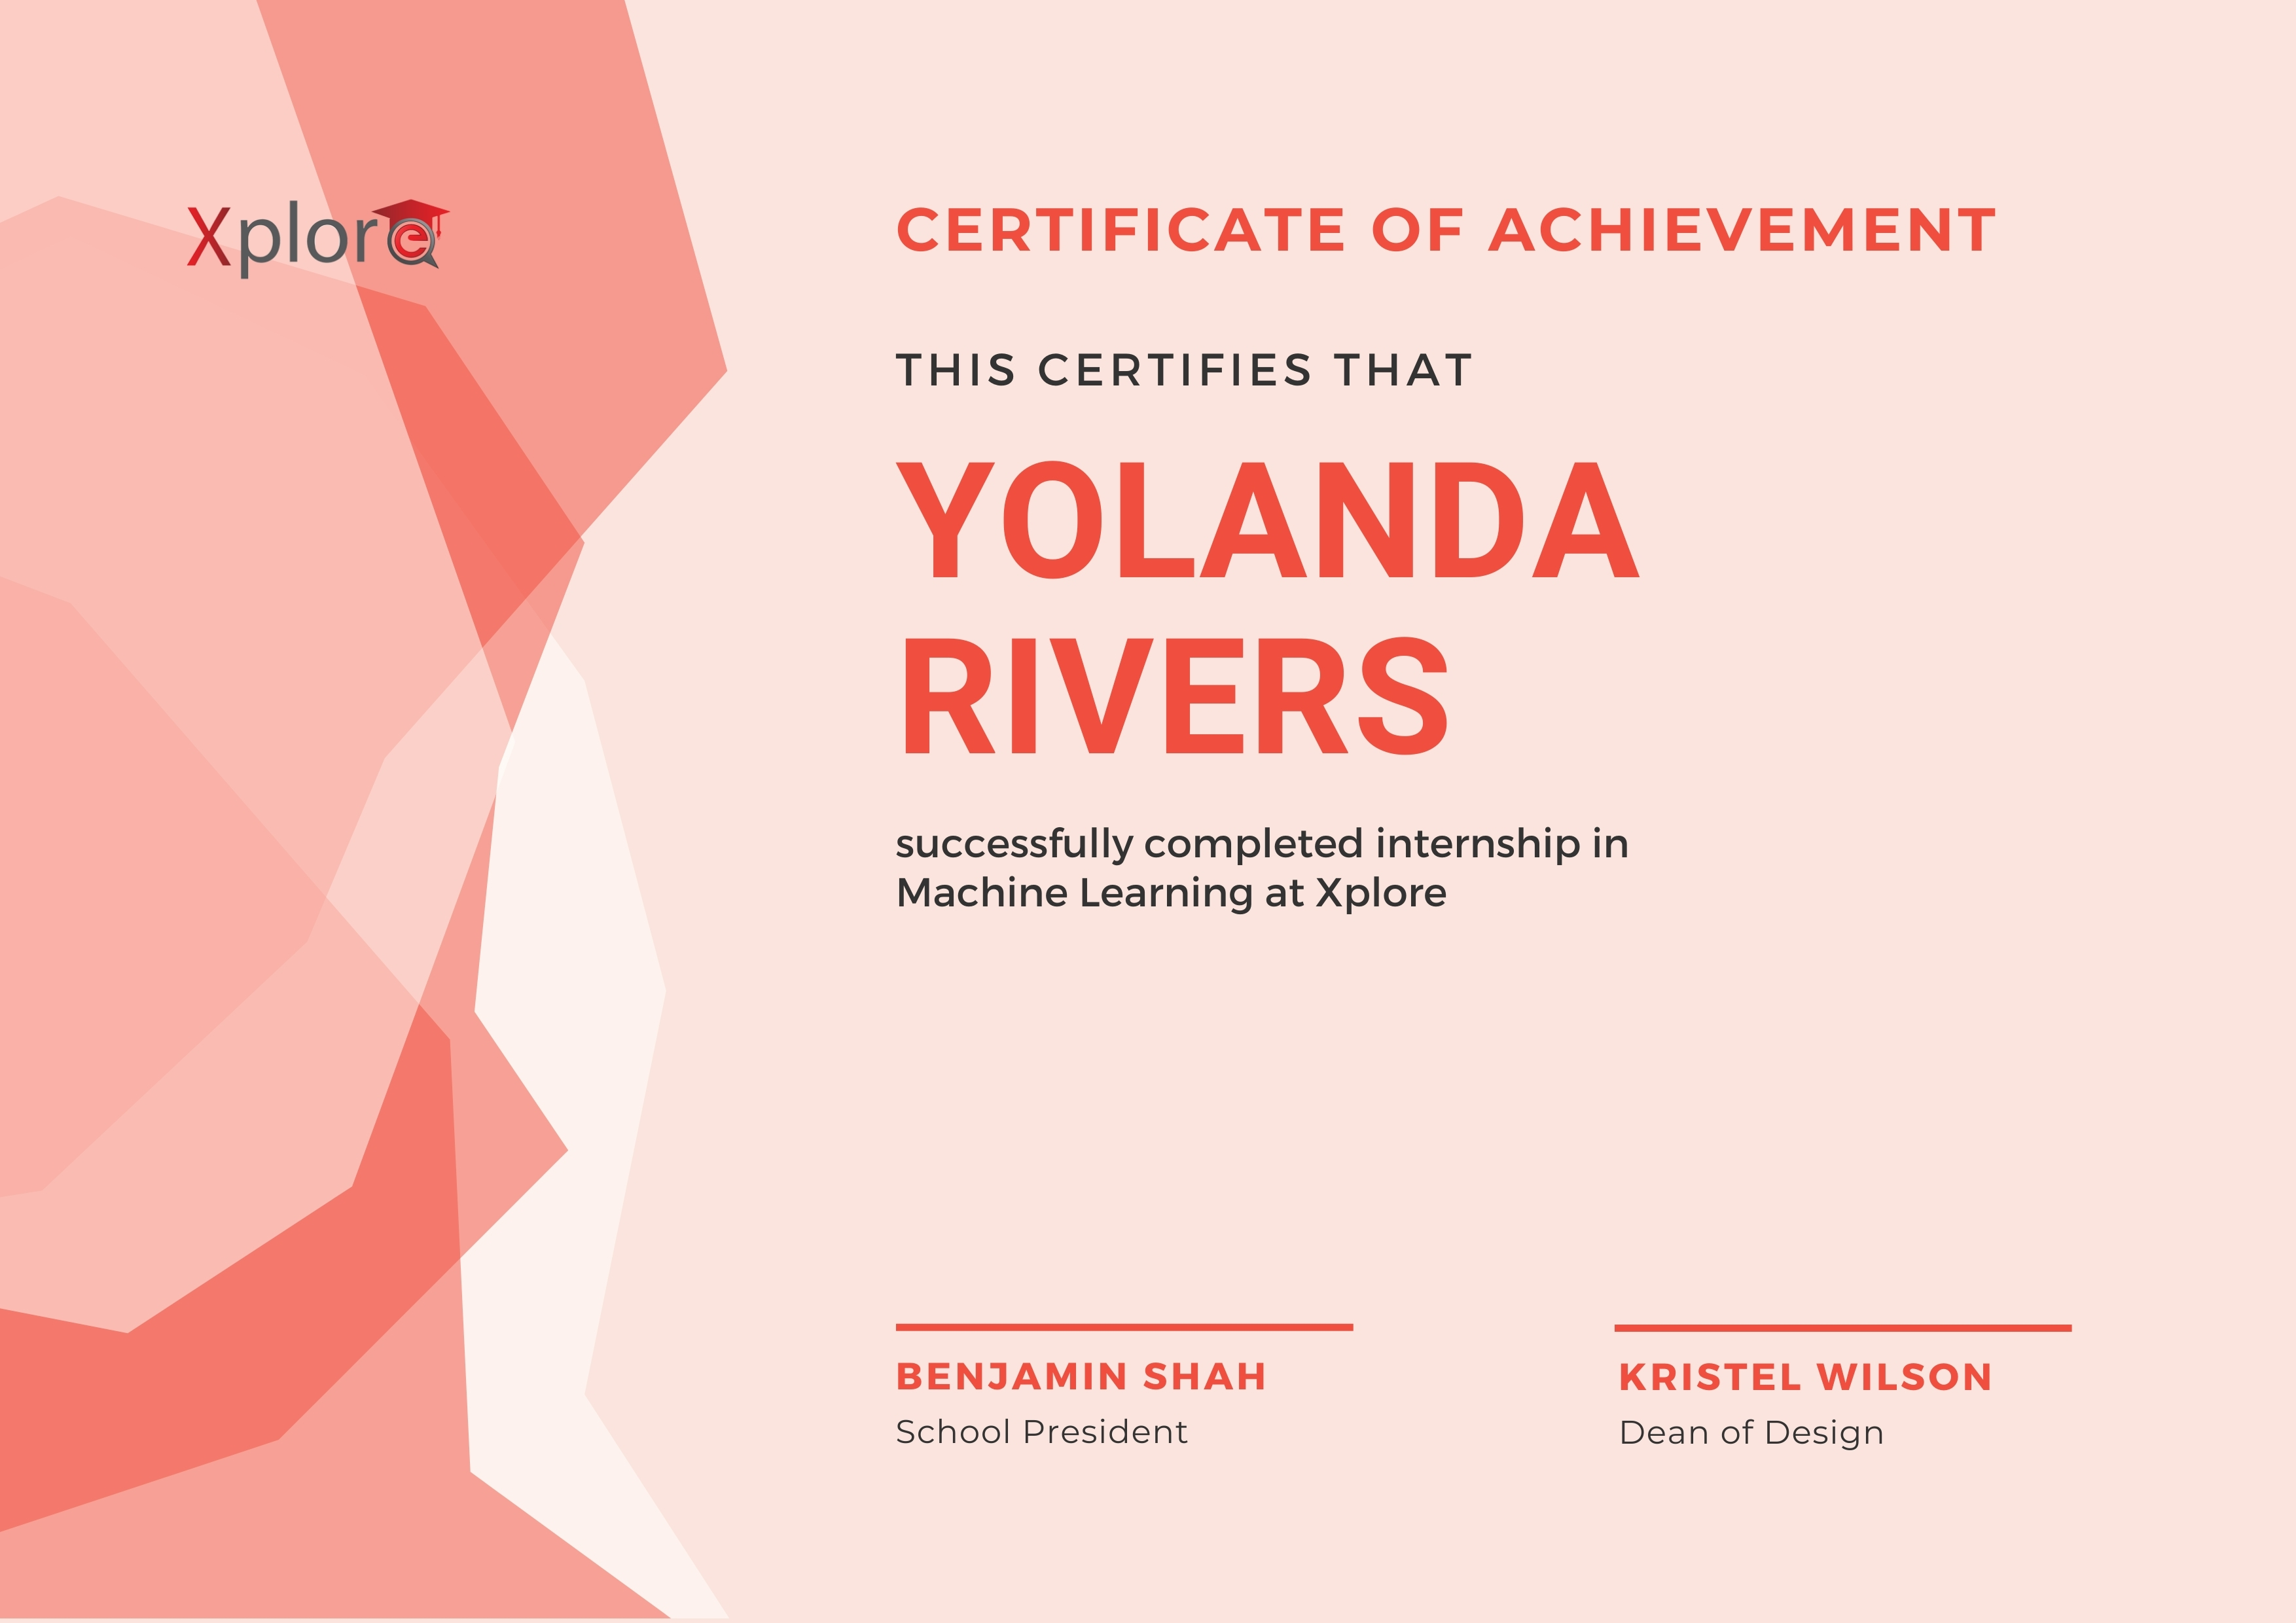 Xplore
CERTIFICATE OF ACHIEVEMENT
THIS CERTIFIES THAT
YOLANDA
RIVERS
successfully completed internship in
Machine Learning at Xplore
BENJAMIN SHAH
School President
KRISTEL WILSON
Dean of Design